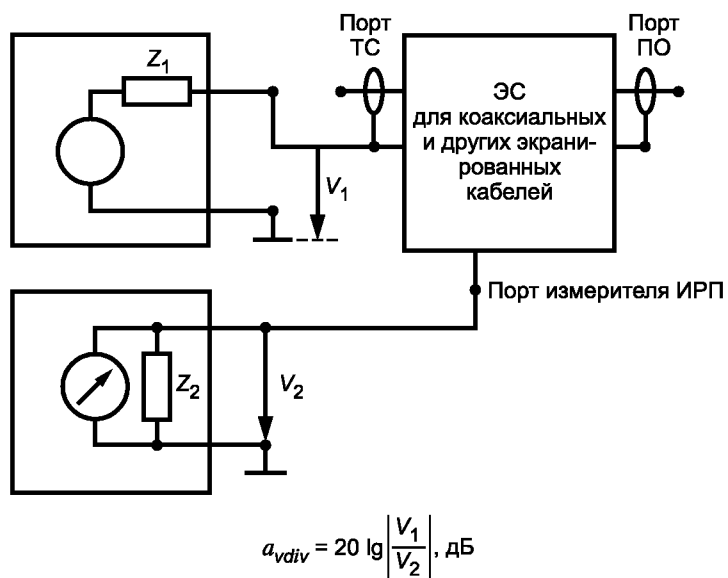 Порт
ТС
Порт
ПО
Z1
ЭС
для коаксиальных
и других экрани-
рованных
кабелей
V1
Порт измерителя ИРП
Z2
V2
a_vdiv = 20 lg |V1/V2|, дБ